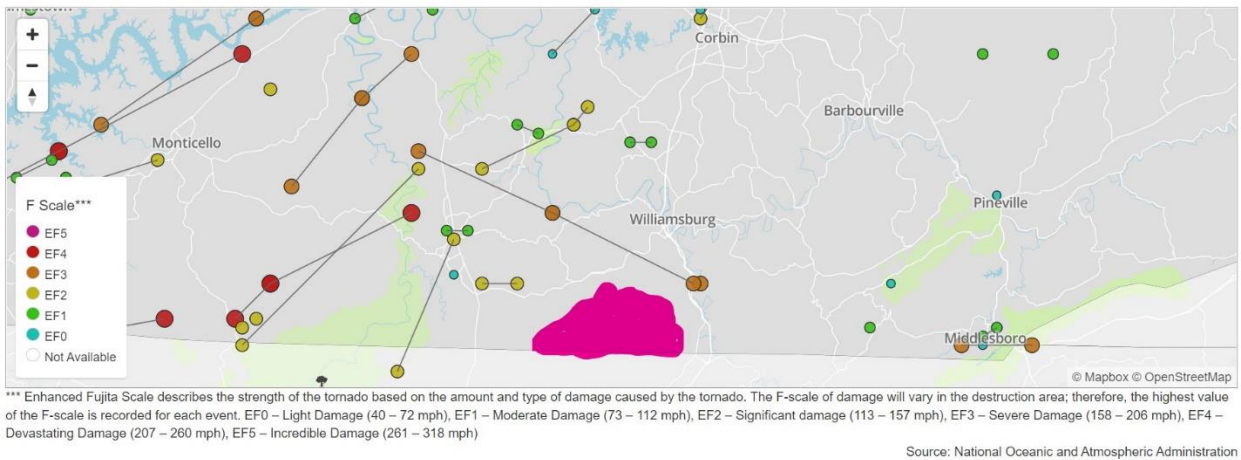 Corbin
Barbourville
Monticello
Pineville
Williamsburg
Middlesboro
F Scale***
EF5
EF4
EF3
EF2
EF1
EF0
Not Available
© Mapbox © OpenStreetMap
*** Enhanced Fujita Scale describes the strength of the tornado based on the amount and type of damage caused by the tornado. The F-scale of damage will vary in the destruction area; therefore, the highest value
of the F-scale is recorded for each event. EF0 – Light Damage (40 – 72 mph), EF1 – Moderate Damage (73 – 112 mph), EF2 – Significant damage (113 – 157 mph), EF3 – Severe Damage (158 – 206 mph), EF4 –
Devastating Damage (207 – 260 mph), EF5 – Incredible Damage (261 – 318 mph)
Source: National Oceanic and Atmospheric Administration